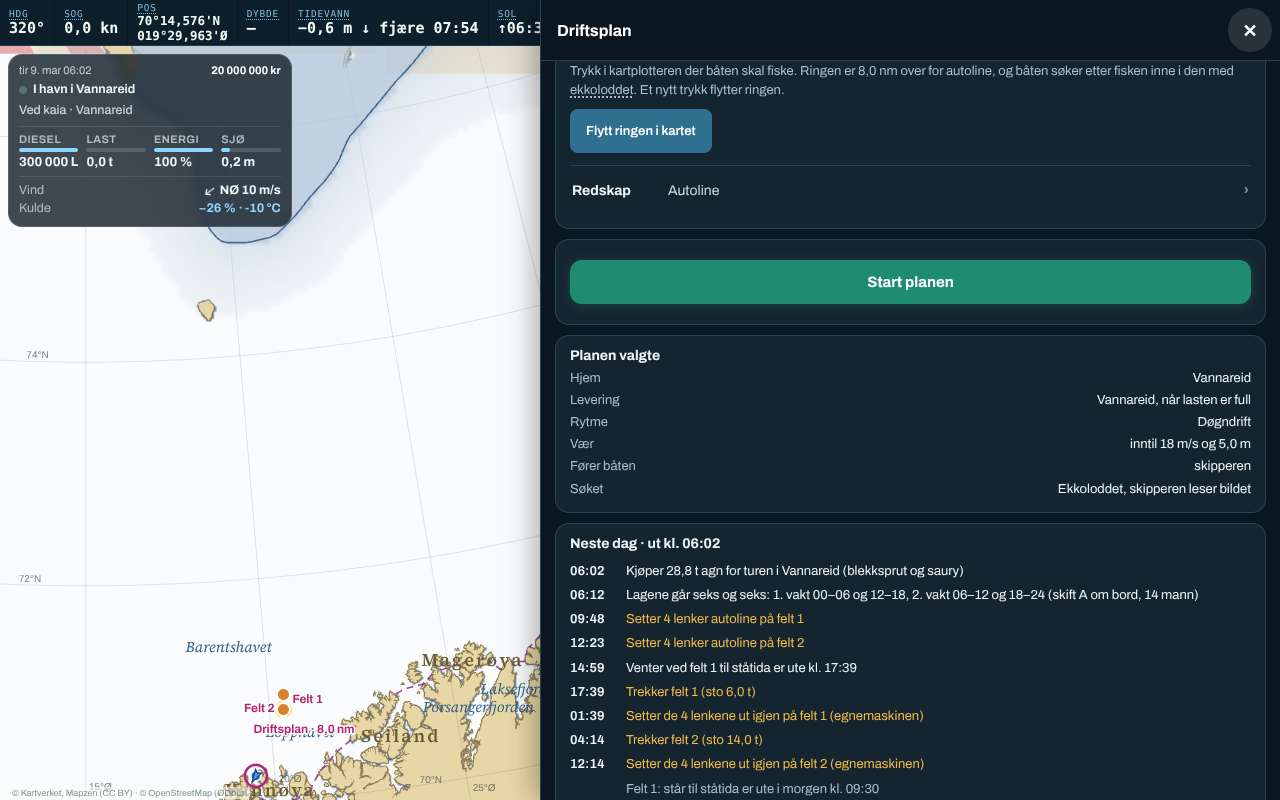 HDG
320°
SOG
0,0 kn
POS
70°14,576'N
019°29,963'Ø
DYBDE
–
TIDEVANN
−0,6 m ↓ fjære 07:54
SOL
tir 9. mar 06:02
20 000 000 kr
I havn i Vannareid
Ved kaia · Vannareid
DIESEL
LAST
ENERGI
SJØ
300 000 L
0,0 t
100 %
0,2 m
Vind
↙ NØ 10 m/s
Kulde
−26 % · -10 °C
74°N
72°N
Barentshavet
Magerøya
Felt 1
Felt 2
Porsangerfjorden
Driftsplan · 8,0 nm
Seiland
70°N
15°Ø
20°Ø
25°Ø
© Kartverket, Mapzen (CC BY) · © OpenStreetMap
Driftsplan
Trykk i kartplotteren der båten skal fiske. Ringen er 8,0 nm over for autoline, og båten søker etter fisken inne i den med
ekkoloddet. Et nytt trykk flytter ringen.
Flytt ringen i kartet
Redskap
Autoline
Start planen
Planen valgte
Hjem
Vannareid
Levering
Vannareid, når lasten er full
Rytme
Døgndrift
Vær
inntil 18 m/s og 5,0 m
Fører båten
skipperen
Søket
Ekkoloddet, skipperen leser bildet
Neste dag · ut kl. 06:02
06:02 Kjøper 28,8 t agn for turen i Vannareid (blekksprut og saury)
06:12 Lagene går seks og seks: 1. vakt 00–06 og 12–18, 2. vakt 06–12 og 18–24 (skift A om bord, 14 mann)
09:48 Setter 4 lenker autoline på felt 1
12:23 Setter 4 lenker autoline på felt 2
14:59 Venter ved felt 1 til ståtida er ute kl. 17:39
17:39 Trekker felt 1 (sto 6,0 t)
01:39 Setter de 4 lenkene ut igjen på felt 1 (egnemaskinen)
04:14 Trekker felt 2 (sto 14,0 t)
12:14 Setter de 4 lenkene ut igjen på felt 2 (egnemaskinen)
Felt 1: står til ståtida er ute i morgen kl. 09:30